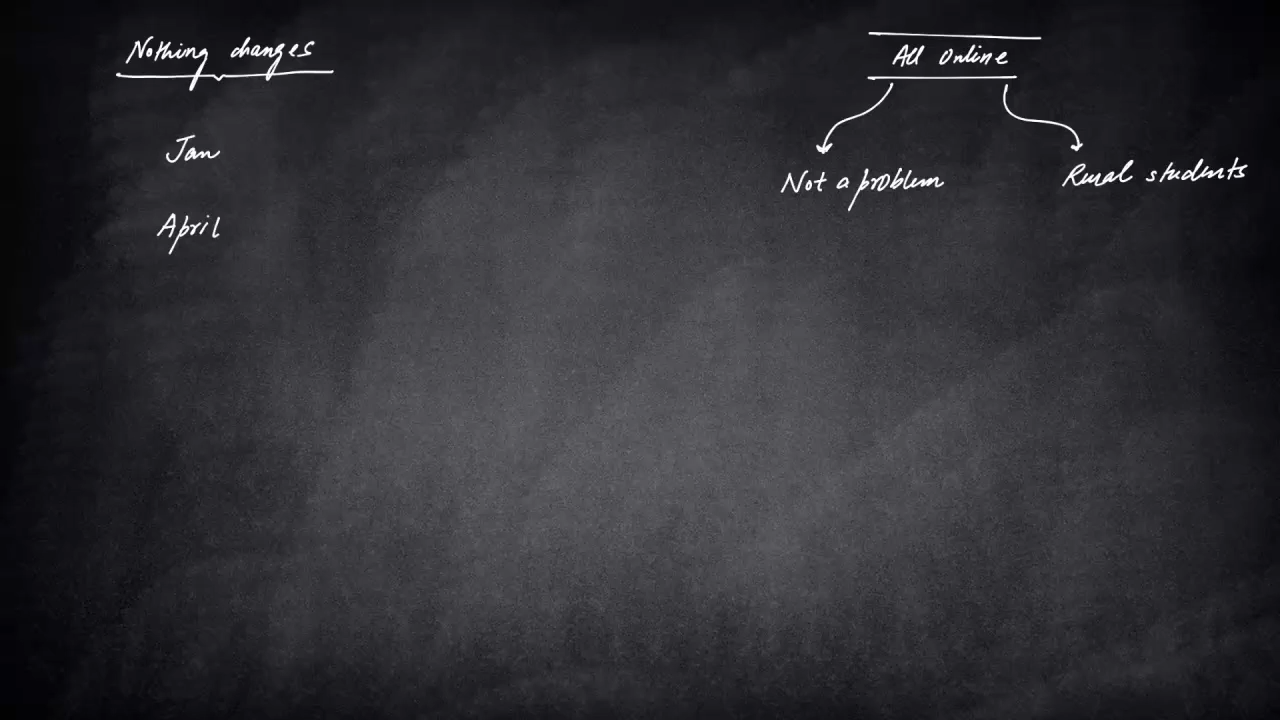 Nothing changes
Jan
April
All online
Not a problem
Rural students